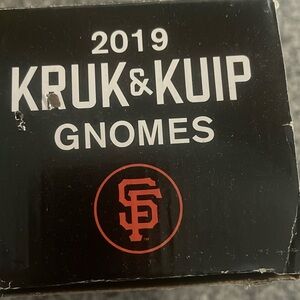 2019
KRUK & KUIP
GNOMES
SF